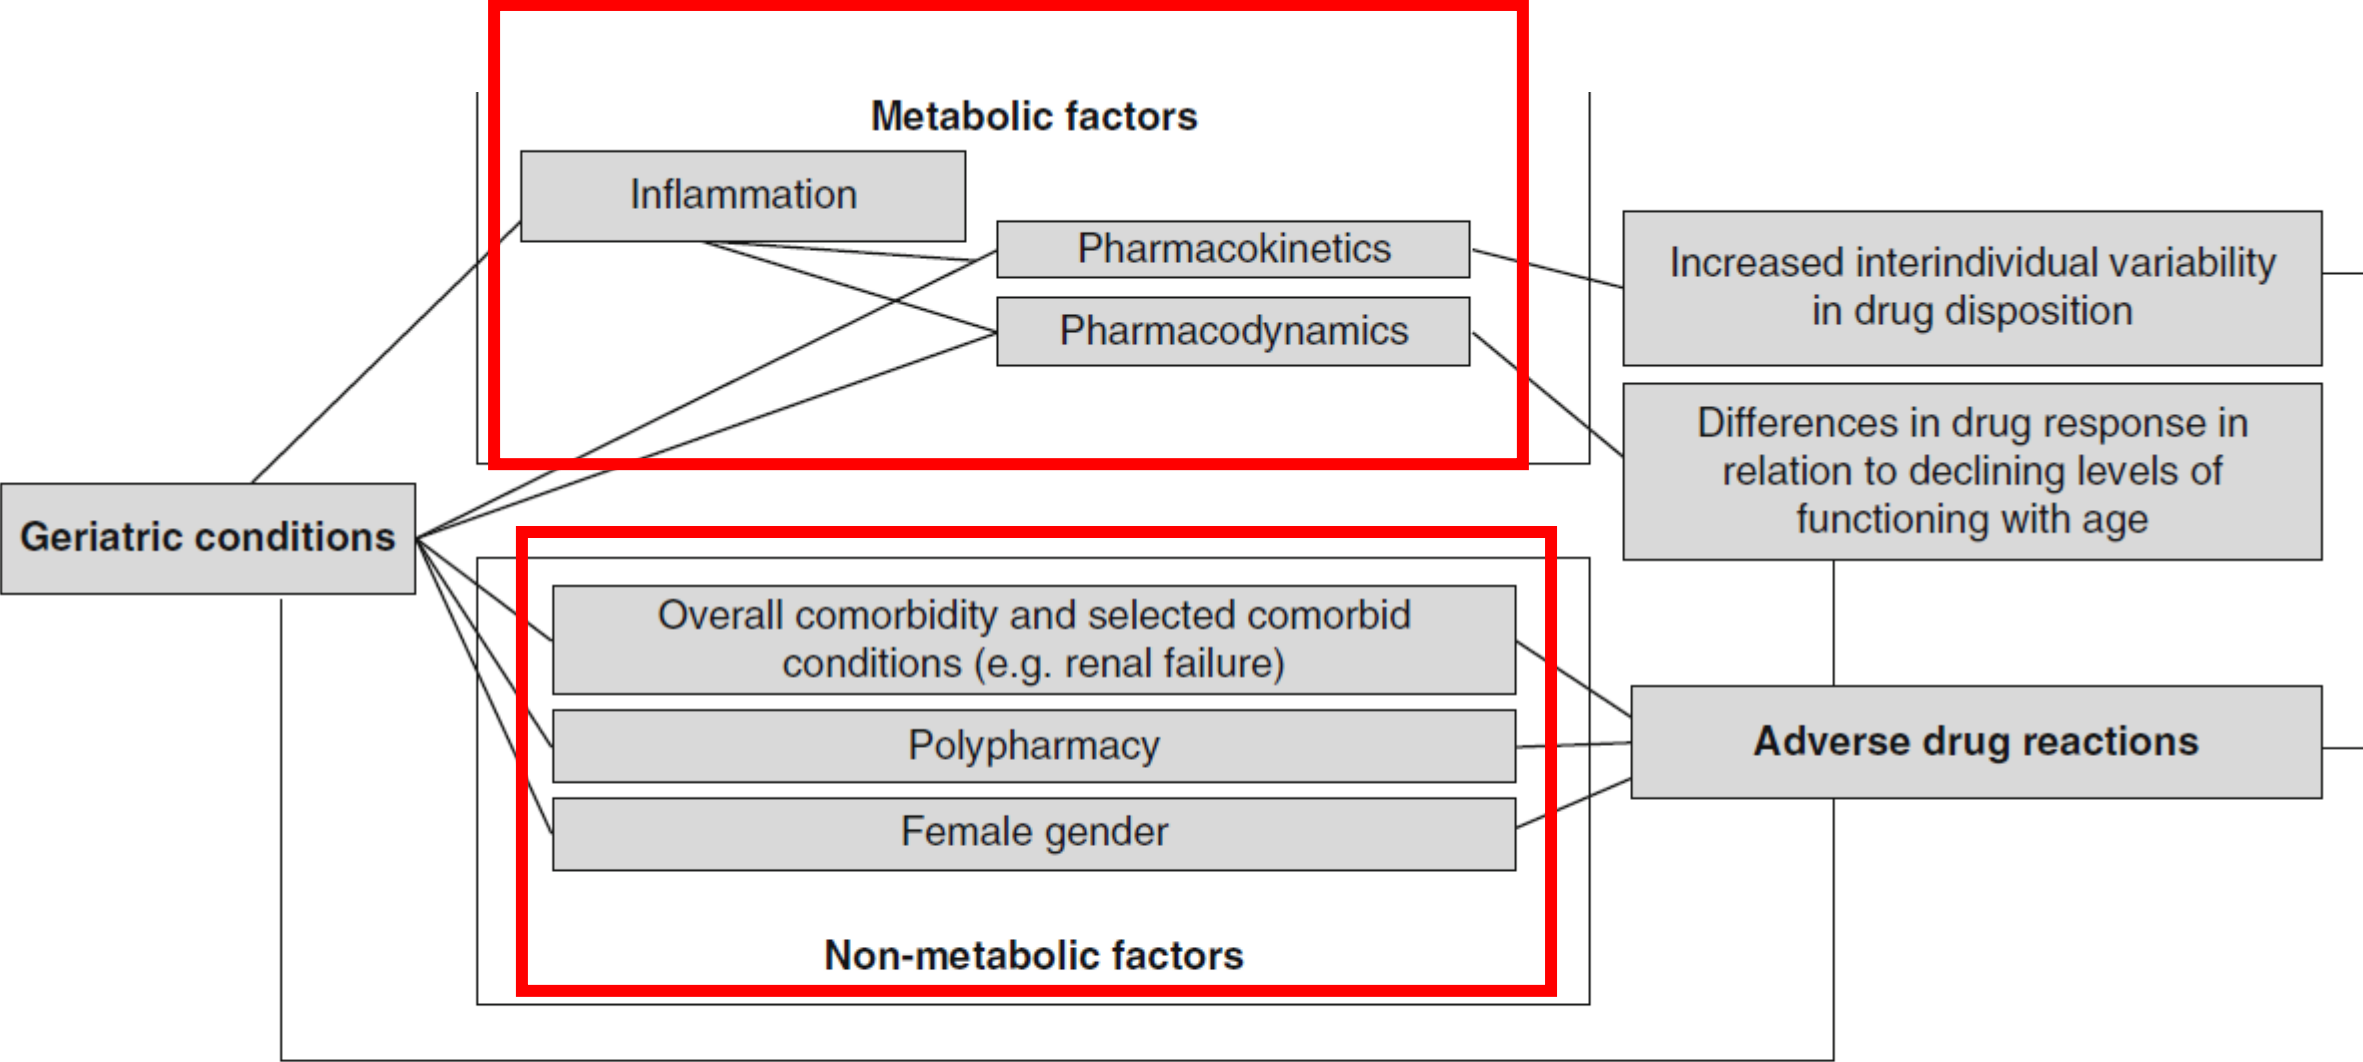 Metabolic factors
Inflammation
Pharmacokinetics
Pharmacodynamics
Increased interindividual variability
in drug disposition
Differences in drug response in
relation to declining levels of
functioning with age
Geriatric conditions
Overall comorbidity and selected comorbid
conditions (e.g. renal failure)
Polypharmacy
Female gender
Non-metabolic factors
Adverse drug reactions